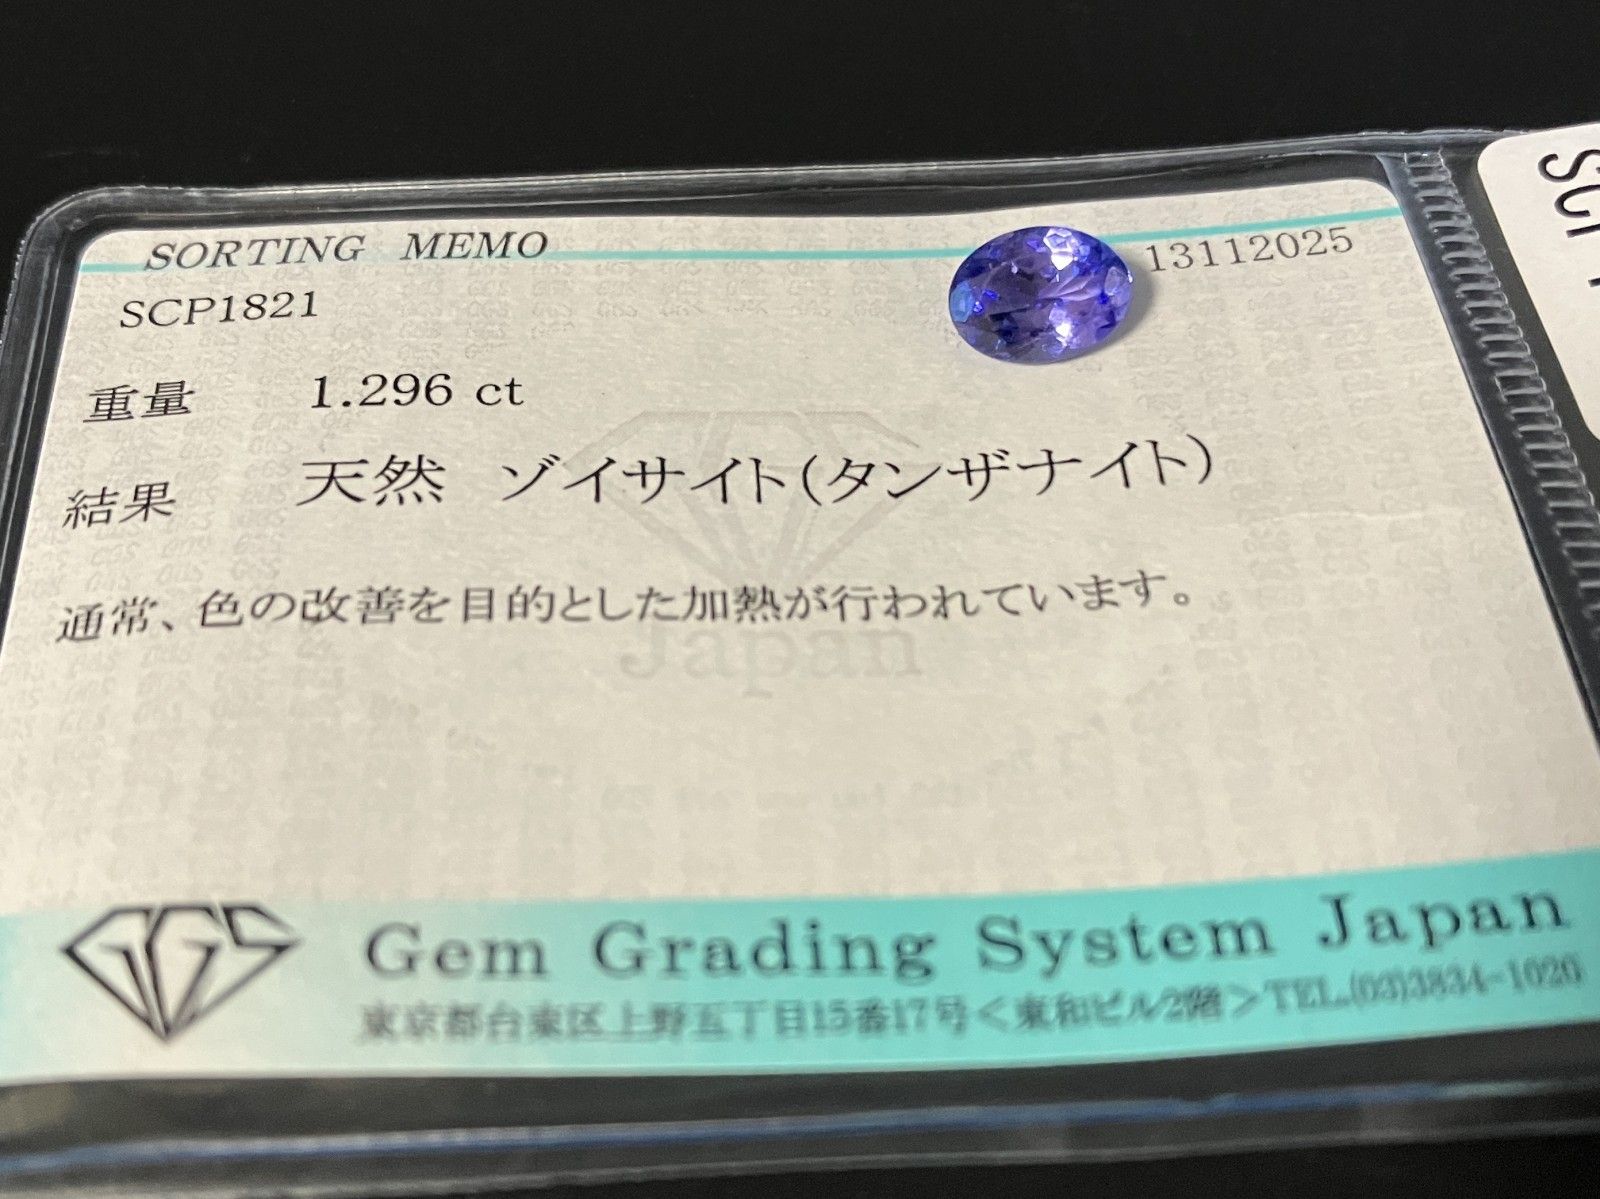 SORTING MEMO 13112025
SCP1821
重量 1.296 ct
結果 天然 ゾイサイト(タンザナイト)
通常、色の改善を目的とした加熱が行われています。
Japan
GGS Gem Grading System Japan
東京都台東区上野五丁目15番17号＜東和ビル2階＞TEL.(03)3834-1020